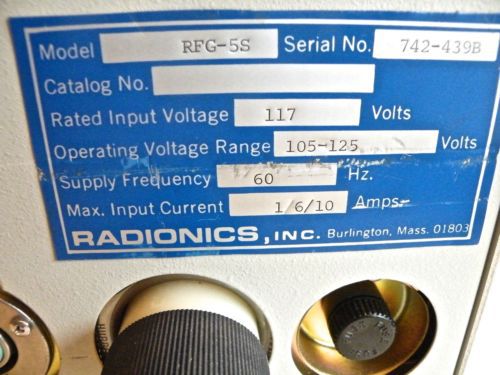 Model RFG-5S Serial No. 742-439B
Catalog No.
Rated Input Voltage 117 Volts
Operating Voltage Range 105-125 Volts
Supply Frequency 60 Hz.
Max. Input Current 1/6/10 Amps.
RADIONICS, INC. Burlington, Mass. 01803